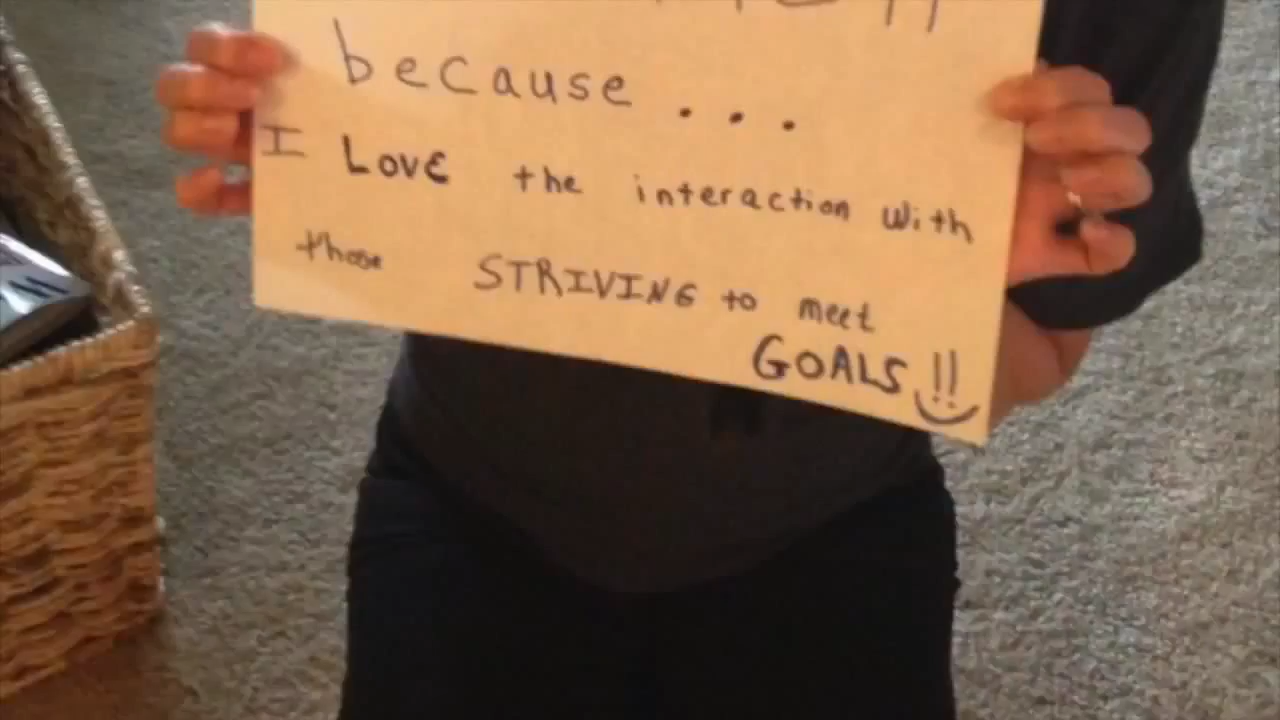 because...
I LOVE the interaction with
those STRIVING to meet
GOALS!!